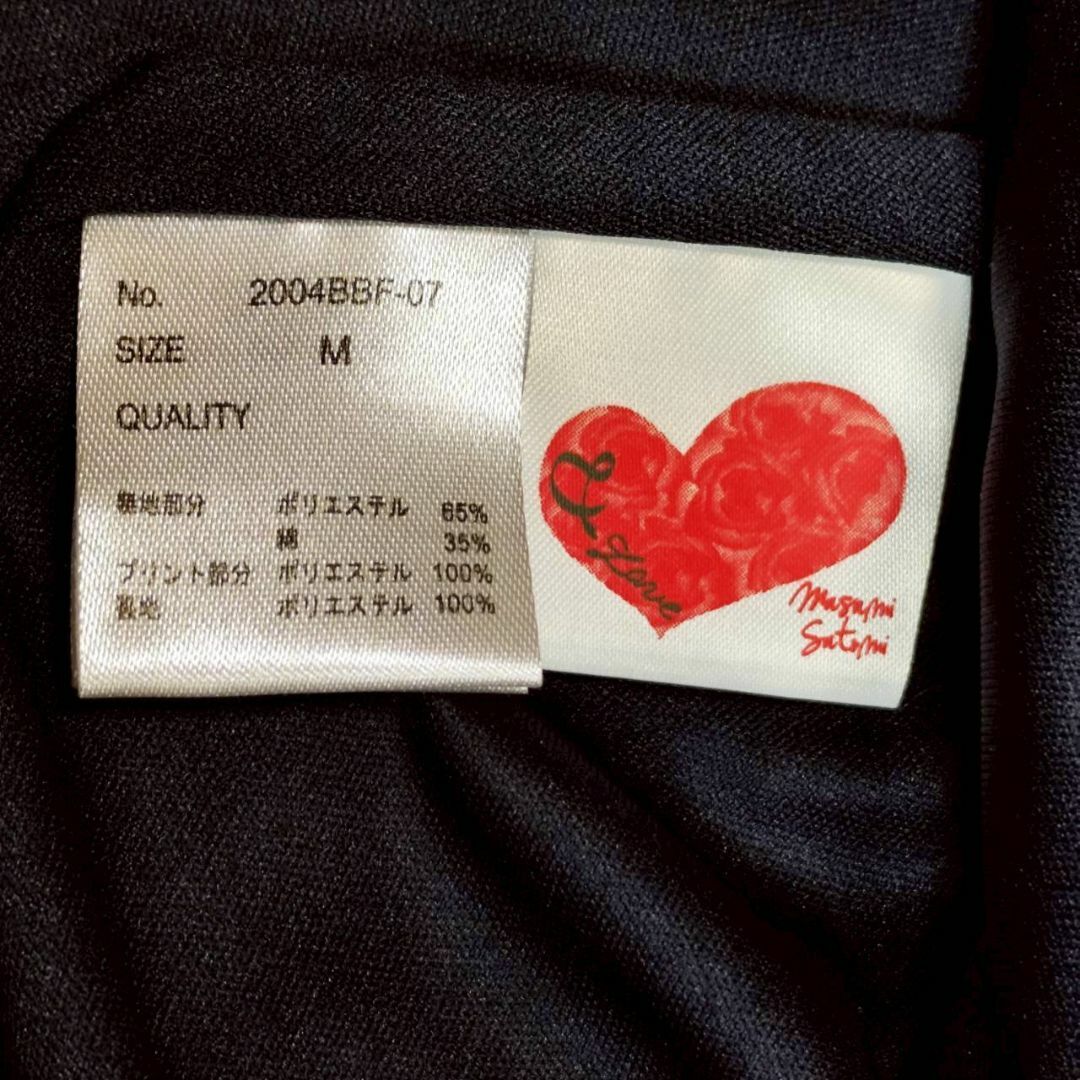 No. 2004BBF-07
SIZE M
QUALITY
無地部分 ポリエステル 65%
綿 35%
プリント部分 ポリエステル 100%
裏地 ポリエステル 100%
Love
Masami
Satomi